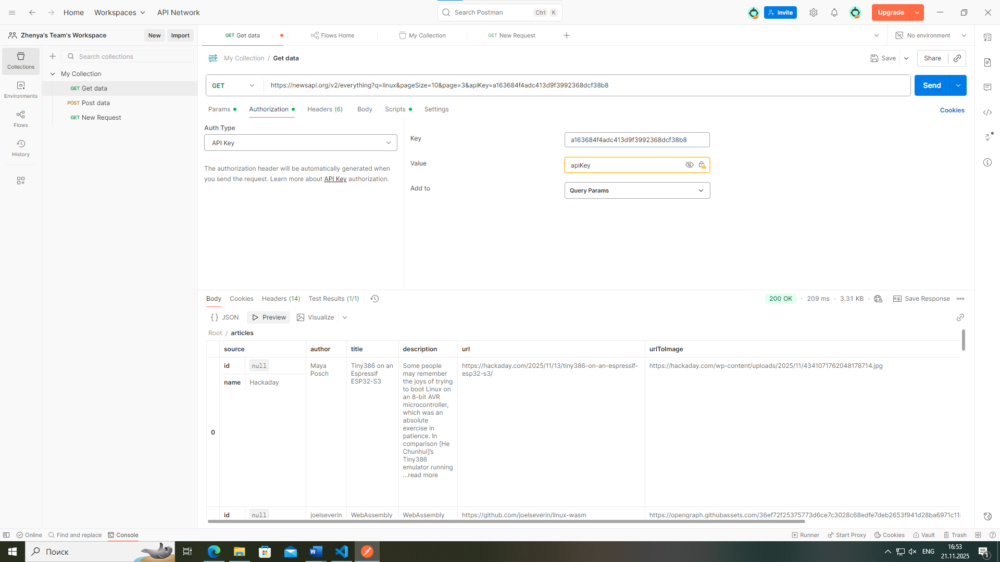 Home Workspaces API Network Search Postman Ctrl K Invite Upgrade
Zhenya's Team's Workspace New Import GET Get data Flows Home My Collection GET New Request No environment
Collections Search collections My Collection / Get data Save Share
My Collection
GET Get data GET https://newsapi.org/v2/everything?q=linux&pageSize=10&page=3&apiKey=a163684f4adc413d9f3992368dcf38b8 Send
Environments
POST Post data Params Authorization Headers (6) Body Scripts Settings Cookies
GET New Request
Flows
History
Auth Type
API Key
The authorization header will be automatically generated when
you send the request. Learn more about API Key authorization.
Key a163684f4adc413d9f3992368dcf38b8
Value apiKey
Add to Query Params
Body Cookies Headers (14) Test Results (1/1) 200 OK 209 ms 3.31 KB e.g. Save Response
{} JSON Preview Visualize
Root / articles
source author title description url urlToImage
0
id null
name Hackaday
Maya
Posch
Tiny386 on an
Espressif
ESP32-S3
Some people
may remember
the joys of trying
to boot Linux on
an 8-bit AVR
microcontroller,
which was an
absolute
exercise in
patience. In
comparison [He
Chunhui]'s
Tiny386
emulator running
...read more
https://hackaday.com/2025/11/13/tiny386-on-an-espressif-
esp32-s3/
https://hackaday.com/wp-content/uploads/2025/11/4341071762048178714.jpg
id null joelseverin WebAssembly WebAssembly https://github.com/joelseverin/linux-wasm https://opengraph.githubassets.com/36ef72f25375773d6ce7c3028c68edfe7deb2653f941d28ba6971c11
Online Find and replace Console Runner Start Proxy Cookies Vault Trash
Поиск ENG 16:53
21.11.2025 1